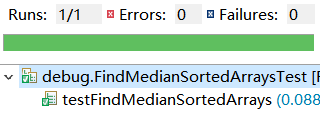 Runs: 1/1 Errors: 0 Failures: 0
debug.FindMedianSortedArraysTest [
testFindMedianSortedArrays (0.088